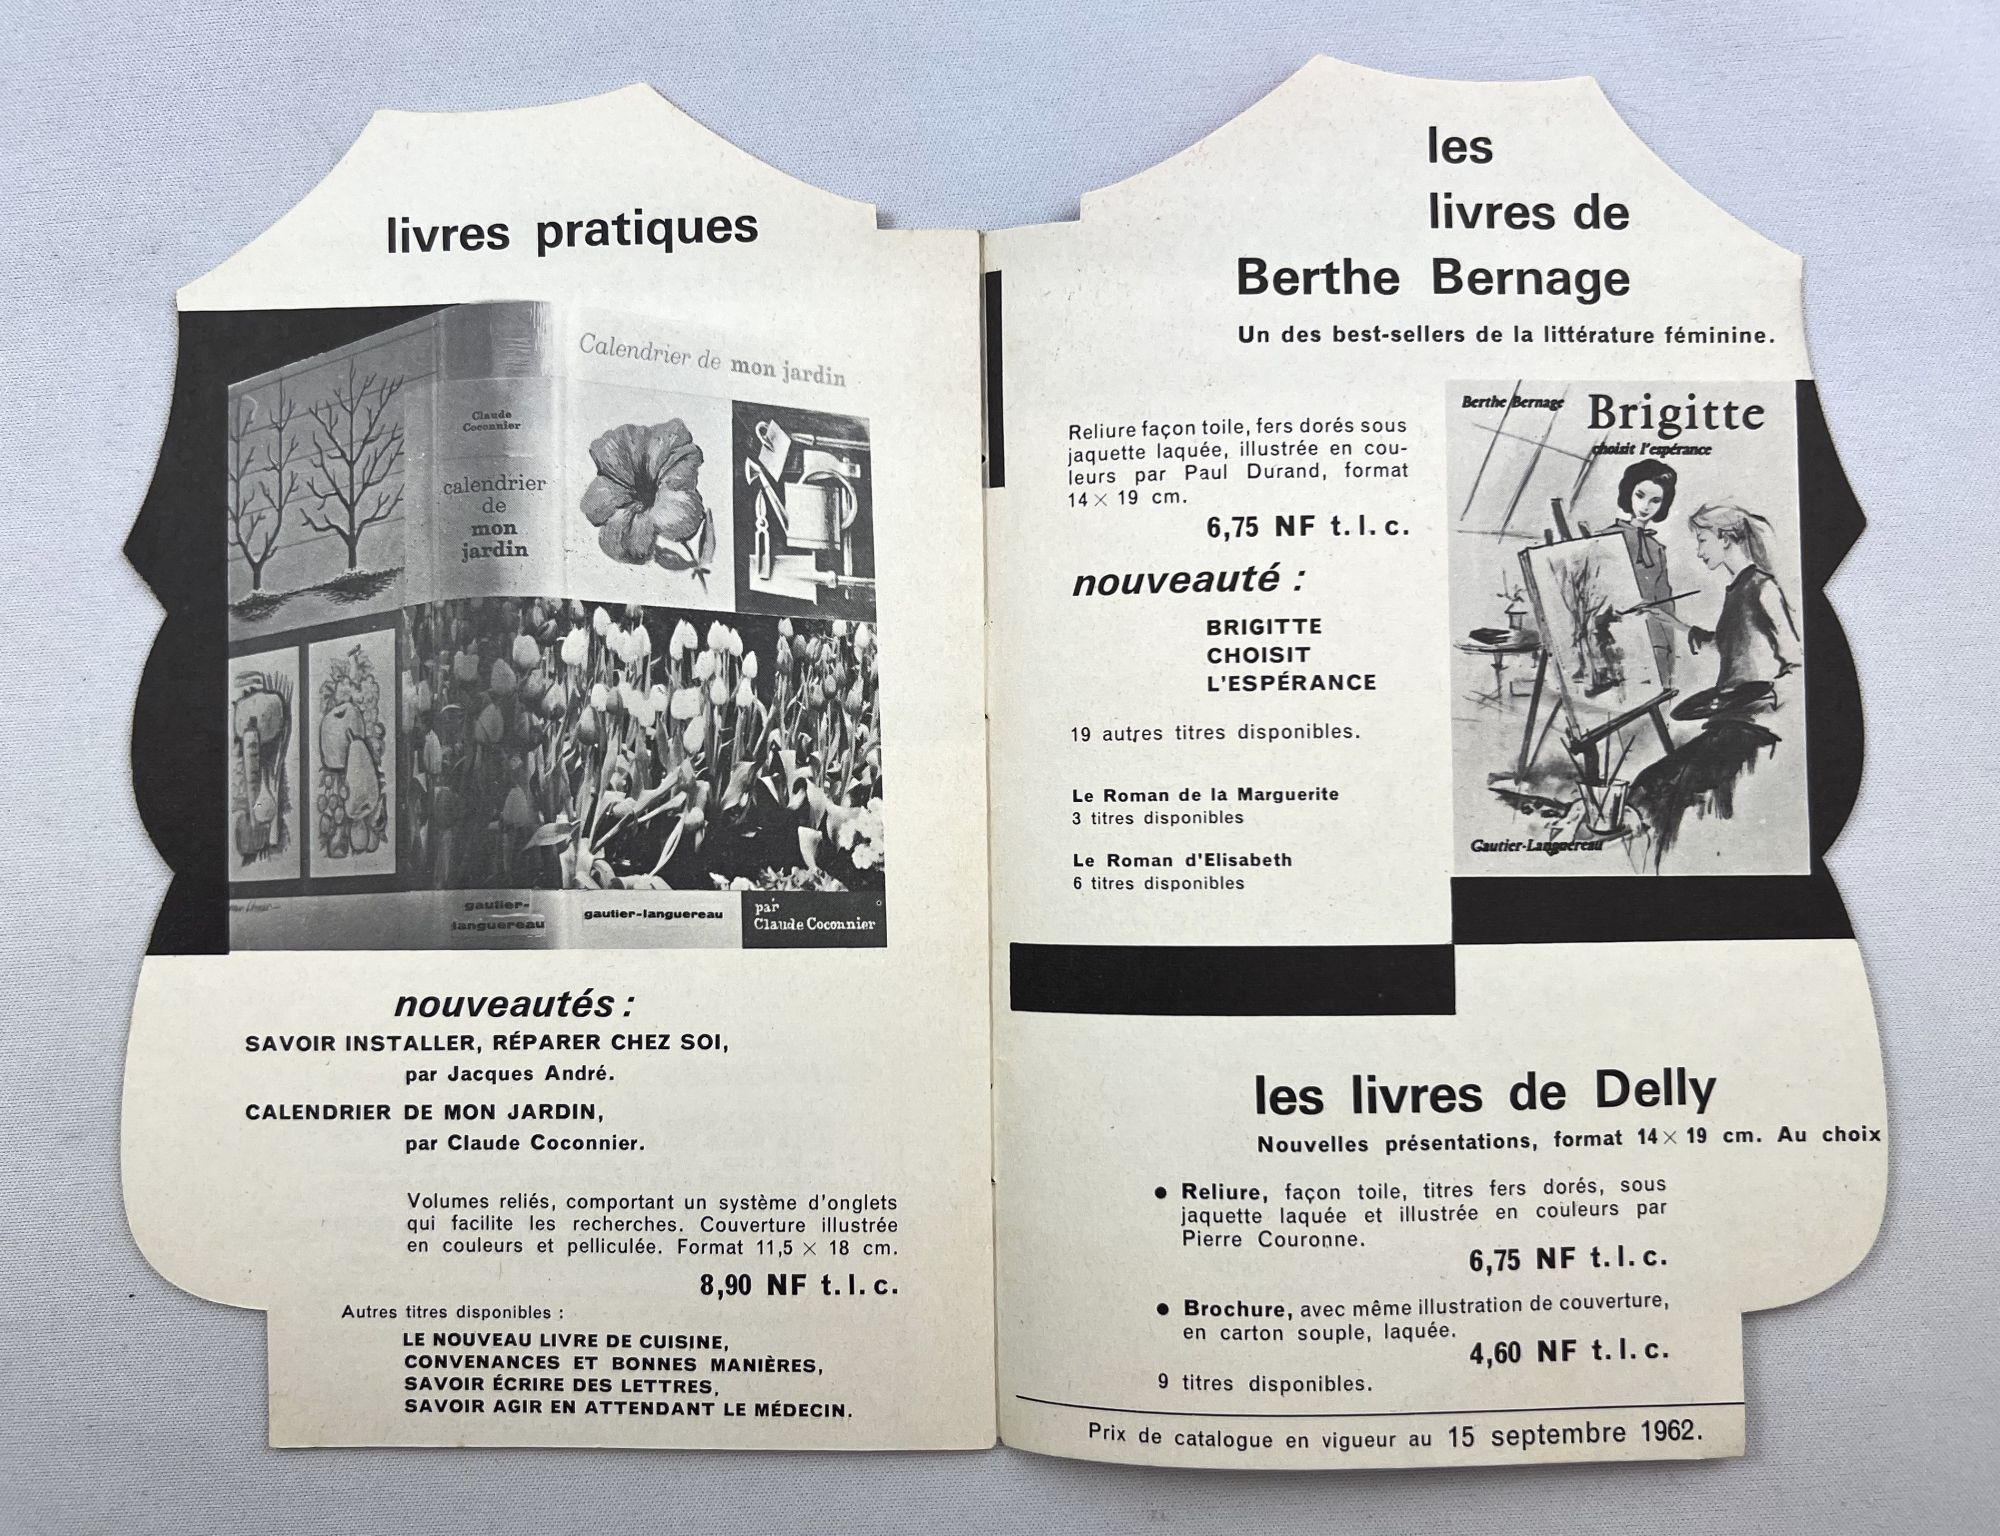 livres pratiques
Calendrier de mon jardin
Claude
Coconnier
calendrier
de
mon
jardin
gautier-
languereau
gautier-languereau
par
Claude Coconnier
nouveautés :
SAVOIR INSTALLER, RÉPARER CHEZ SOI,
par Jacques André.
CALENDRIER DE MON JARDIN,
par Claude Coconnier.
Volumes reliés, comportant un système d'onglets
qui facilite les recherches. Couverture illustrée
en couleurs et pelliculée. Format 11,5 × 18 cm.
8,90 NF t. l. c.
Autres titres disponibles :
LE NOUVEAU LIVRE DE CUISINE,
CONVENANCES ET BONNES MANIÈRES,
SAVOIR ÉCRIRE DES LETTRES,
SAVOIR AGIR EN ATTENDANT LE MÉDECIN.
les
livres de
Berthe Bernage
Un des best-sellers de la littérature féminine.
Reliure façon toile, fers dorés sous
jaquette laquée, illustrée en cou-
leurs par Paul Durand, format
14 × 19 cm.
6,75 NF t. l. c.
nouveauté :
BRIGITTE
CHOISIT
L'ESPÉRANCE
19 autres titres disponibles.
Le Roman de la Marguerite
3 titres disponibles
Le Roman d'Elisabeth
6 titres disponibles
Berthe Bernage
Brigitte
choisit l'espérance
Gautier-Languereau
les livres de Delly
Nouvelles présentations, format 14 × 19 cm. Au choix
● Reliure, façon toile, titres fers dorés, sous
jaquette laquée et illustrée en couleurs par
Pierre Couronne.
6,75 NF t. l. c.
● Brochure, avec même illustration de couverture,
en carton souple, laquée.
4,60 NF t. l. c.
9 titres disponibles.
Prix de catalogue en vigueur au 15 septembre 1962.